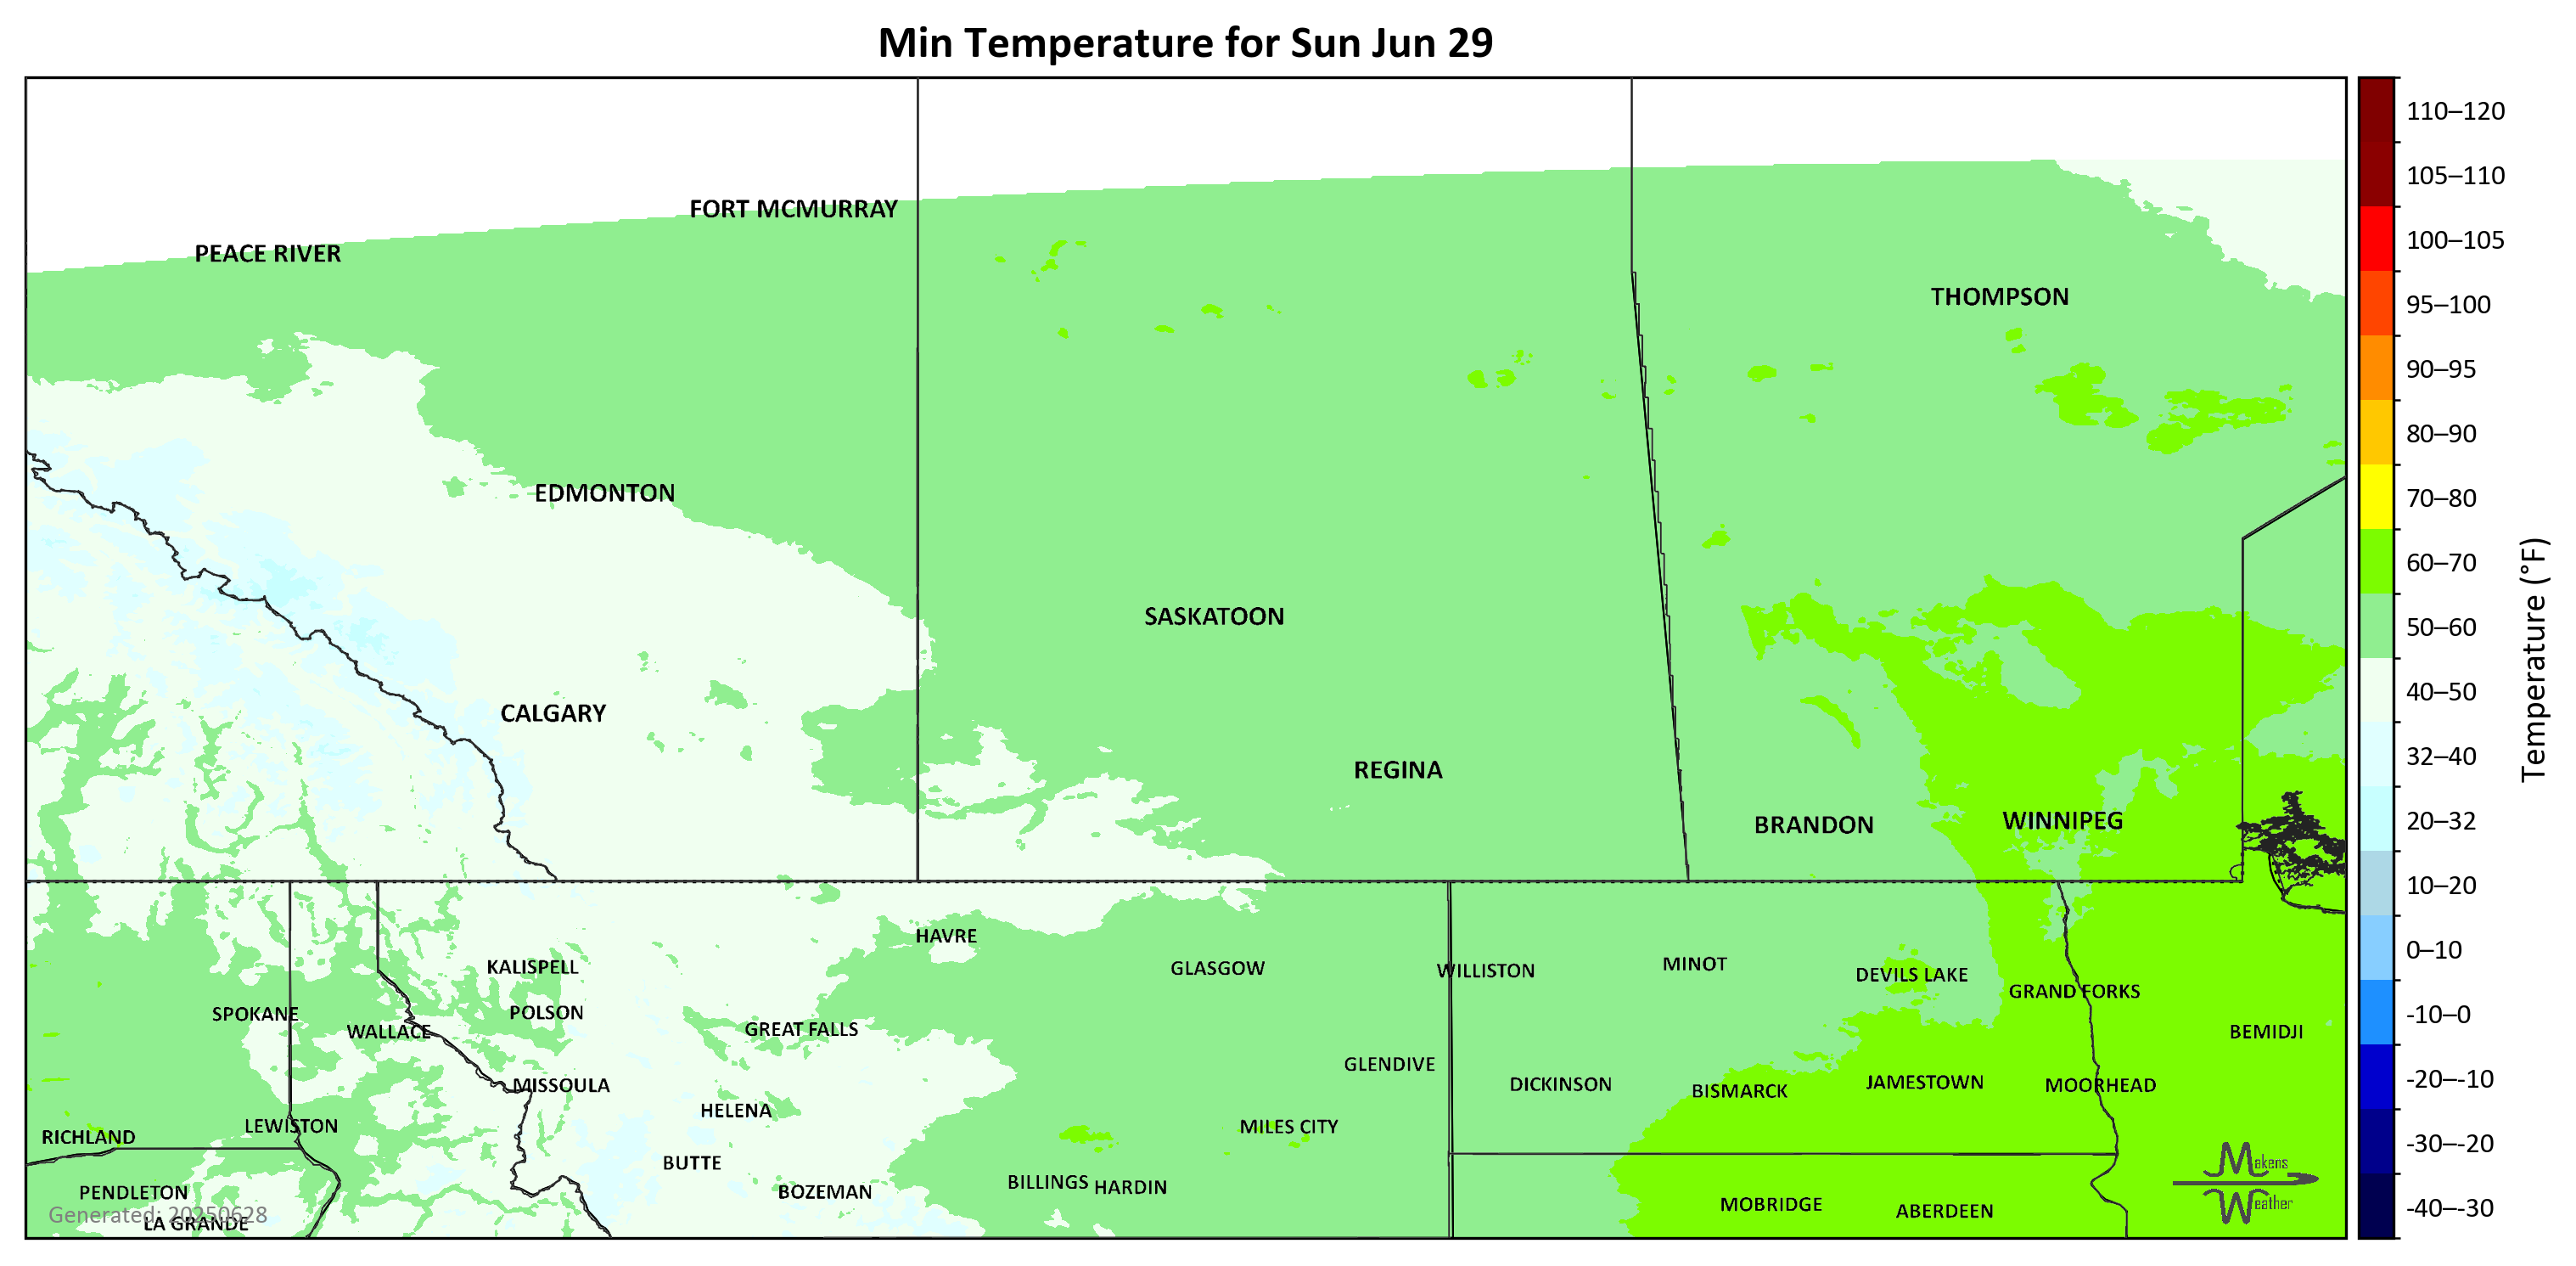 Min Temperature for Sun Jun 29
FORT MCMURRAY
PEACE RIVER
THOMPSON
EDMONTON
SASKATOON
CALGARY
REGINA
BRANDON
WINNIPEG
HAVRE
KALISPELL
GLASGOW
WILLISTON
MINOT
DEVILS LAKE
GRAND FORKS
SPOKANE
POLSON
WALLACE
GREAT FALLS
BEMIDJI
GLENDIVE
MISSOULA
DICKINSON
BISMARCK
JAMESTOWN
MOORHEAD
HELENA
LEWISTON
MILES CITY
RICHLAND
BUTTE
BILLINGS
HARDIN
PENDLETON
BOZEMAN
MOBRIDGE
ABERDEEN
LA GRANDE
Generated: 20250628
Makens
Weather
110–120
105–110
100–105
95–100
90–95
80–90
70–80
60–70
50–60
40–50
32–40
20–32
10–20
0–10
-10–0
-20–-10
-30–-20
-40–-30
Temperature (°F)